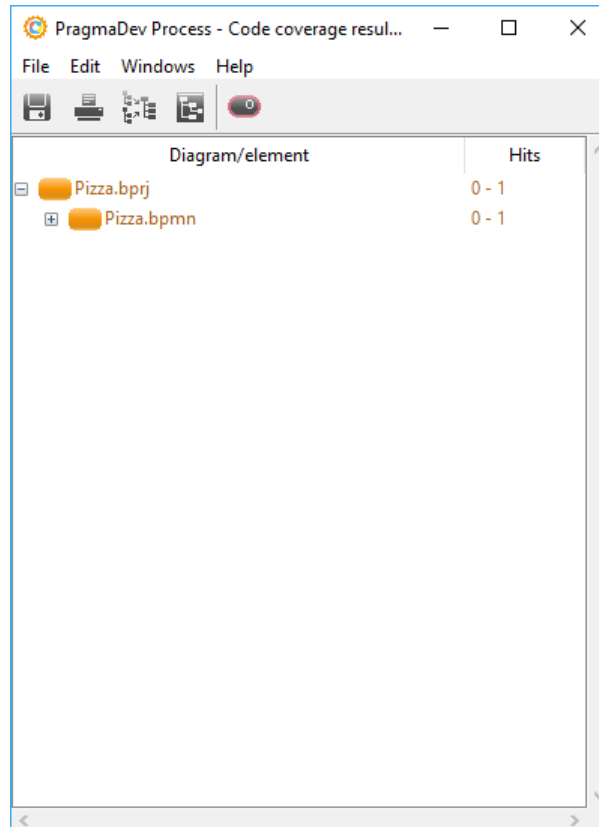 PragmaDev Process - Code coverage resul...
File Edit Windows Help
Diagram/element Hits
Pizza.bprj 0 - 1
Pizza.bpmn 0 - 1